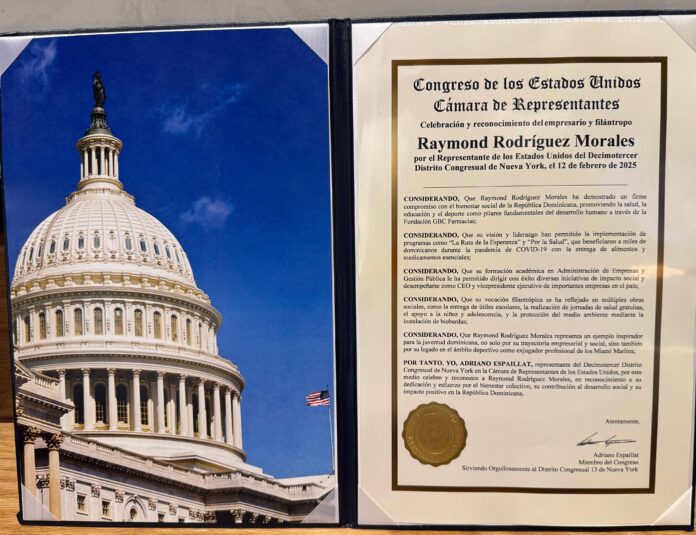 Congreso de los Estados Unidos
Cámara de Representantes
Celebración y reconocimiento del empresario y filántropo
Raymond Rodríguez Morales
por el Representante de los Estados Unidos del Decimotercer
Distrito Congresual de Nueva York, el 12 de febrero de 2025
CONSIDERANDO, Que Raymond Rodríguez Morales ha demostrado un firme
compromiso con el bienestar social de la República Dominicana, promoviendo la salud, la
educación y el deporte como pilares fundamentales del desarrollo humano a través de la
Fundación GBC Farmacias;
CONSIDERANDO, Que su visión y liderazgo han permitido la implementación de
programas como “La Ruta de la Esperanza” y “Por la Salud”, que beneficiaron a miles de
dominicanos durante la pandemia de COVID-19 con la entrega de alimentos y
medicamentos esenciales;
CONSIDERANDO, Que su formación académica en Administración de Empresas y
Gestión Pública le ha permitido dirigir con éxito diversas iniciativas de impacto social y
desempeñarse como CEO y vicepresidente ejecutivo de importantes empresas en el país;
CONSIDERANDO, Que su vocación filantrópica se ha reflejado en múltiples obras
sociales, como la entrega de útiles escolares, la realización de jornadas de salud gratuitas,
el apoyo a la niñez y adolescencia, y la protección del medio ambiente mediante la
instalación de biobardas;
CONSIDERANDO, Que Raymond Rodríguez Morales representa un ejemplo inspirador
para la juventud dominicana, no solo por su trayectoria empresarial y social, sino también
por su legado en el ámbito deportivo como exjugador profesional de los Miami Marlins;
POR TANTO, YO, ADRIANO ESPAILLAT, representante del Decimotercer Distrito
Congresual de Nueva York en la Cámara de Representantes de los Estados Unidos, por este
medio celebro y reconozco a Raymond Rodríguez Morales, en reconocimiento a su
dedicación y esfuerzo por el bienestar colectivo, su contribución al desarrollo social y su
impacto positivo en la República Dominicana.
Atentamente,
Adriano Espaillat
Miembro del Congreso
Sirviendo Orgullosamente al Distrito Congresual 13 de Nueva York